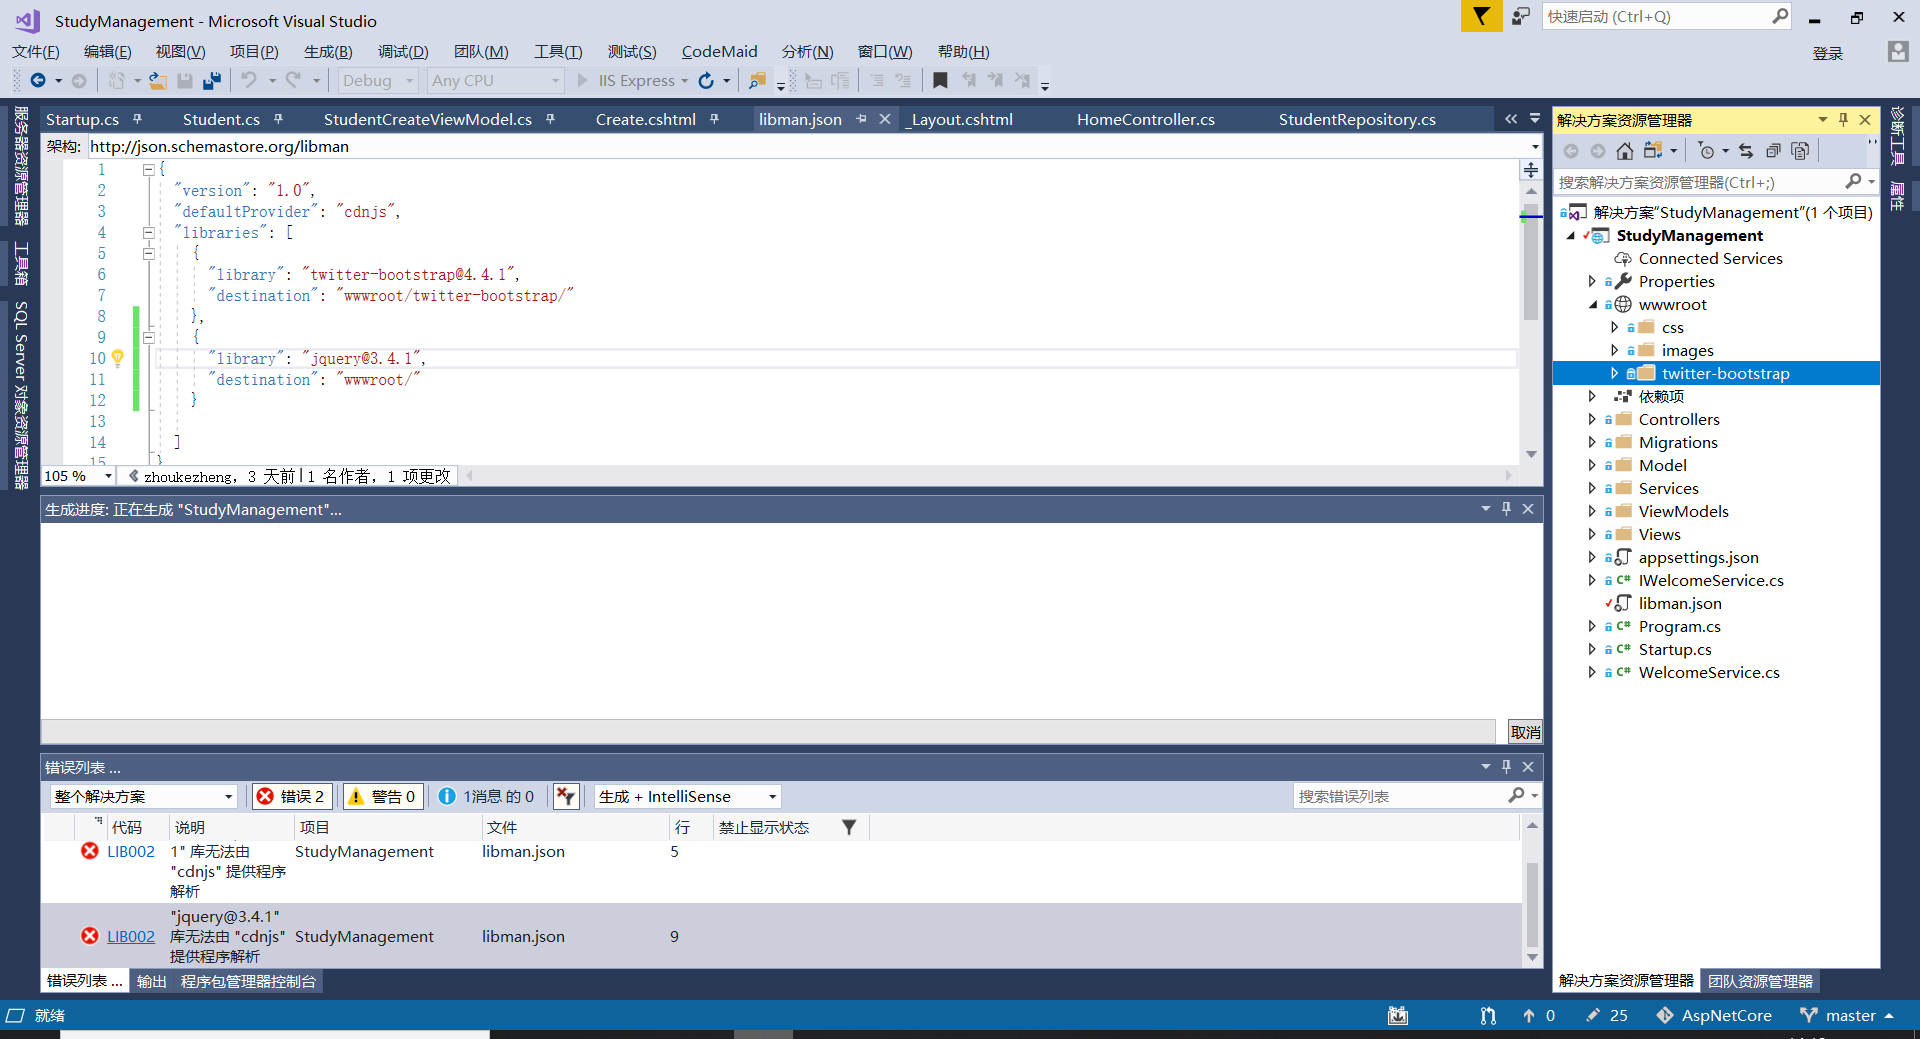 StudyManagement - Microsoft Visual Studio
快速启动 (Ctrl+Q)
文件(F) 编辑(E) 视图(V) 项目(P) 生成(B) 调试(D) 团队(M) 工具(T) 测试(S) CodeMaid 分析(N) 窗口(W) 帮助(H)
登录
Debug Any CPU IIS Express
服务器资源管理器
工具箱
SQL Server 对象资源管理器
Startup.cs Student.cs StudentCreateViewModel.cs Create.cshtml libman.json _Layout.cshtml HomeController.cs StudentRepository.cs
架构: http://json.schemastore.org/libman
1 {
2 "version": "1.0",
3 "defaultProvider": "cdnjs",
4 "libraries": [
5 {
6 "library": "twitter-bootstrap@4.4.1",
7 "destination": "wwwroot/twitter-bootstrap/"
8 },
9 {
10 "library": "jquery@3.4.1",
11 "destination": "wwwroot/"
12 }
13
14 ]
15 }
105 % zhoukezheng, 3 天前|1 名作者, 1 项更改
生成进度: 正在生成 "StudyManagement"...
取消
错误列表 ...
整个解决方案 错误 2 警告 0 1消息 的 0 生成 + IntelliSense 搜索错误列表
代码 说明 项目 文件 行 禁止显示状态
LIB002 1" 库无法由 StudyManagement libman.json 5
"cdnjs" 提供程序
解析
"jquery@3.4.1"
LIB002 库无法由 "cdnjs" StudyManagement libman.json 9
提供程序解析
错误列表 ... 输出 程序包管理器控制台
解决方案资源管理器
搜索解决方案资源管理器(Ctrl+;)
解决方案"StudyManagement"(1 个项目)
StudyManagement
Connected Services
Properties
wwwroot
css
images
twitter-bootstrap
依赖项
Controllers
Migrations
Model
Services
ViewModels
Views
appsettings.json
C# IWelcomeService.cs
libman.json
C# Program.cs
C# Startup.cs
C# WelcomeService.cs
解决方案资源管理器 团队资源管理器
诊断工具
属性
就绪 0 25 AspNetCore master